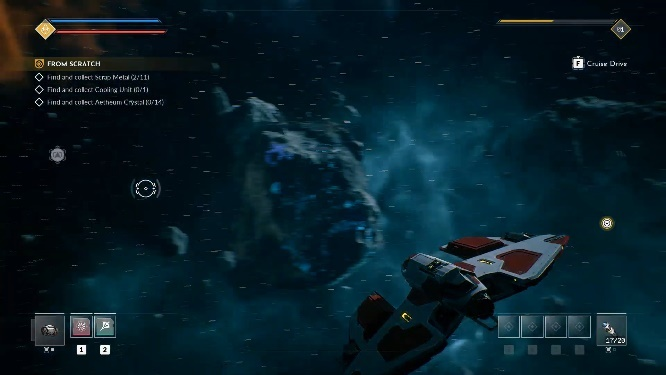 01
FROM SCRATCH
F Cruise Drive
Find and collect Scrap Metal (2/11)
Find and collect Cooling Unit (0/1)
Find and collect Aetheum Crystal (0/14)
17/20
1 2